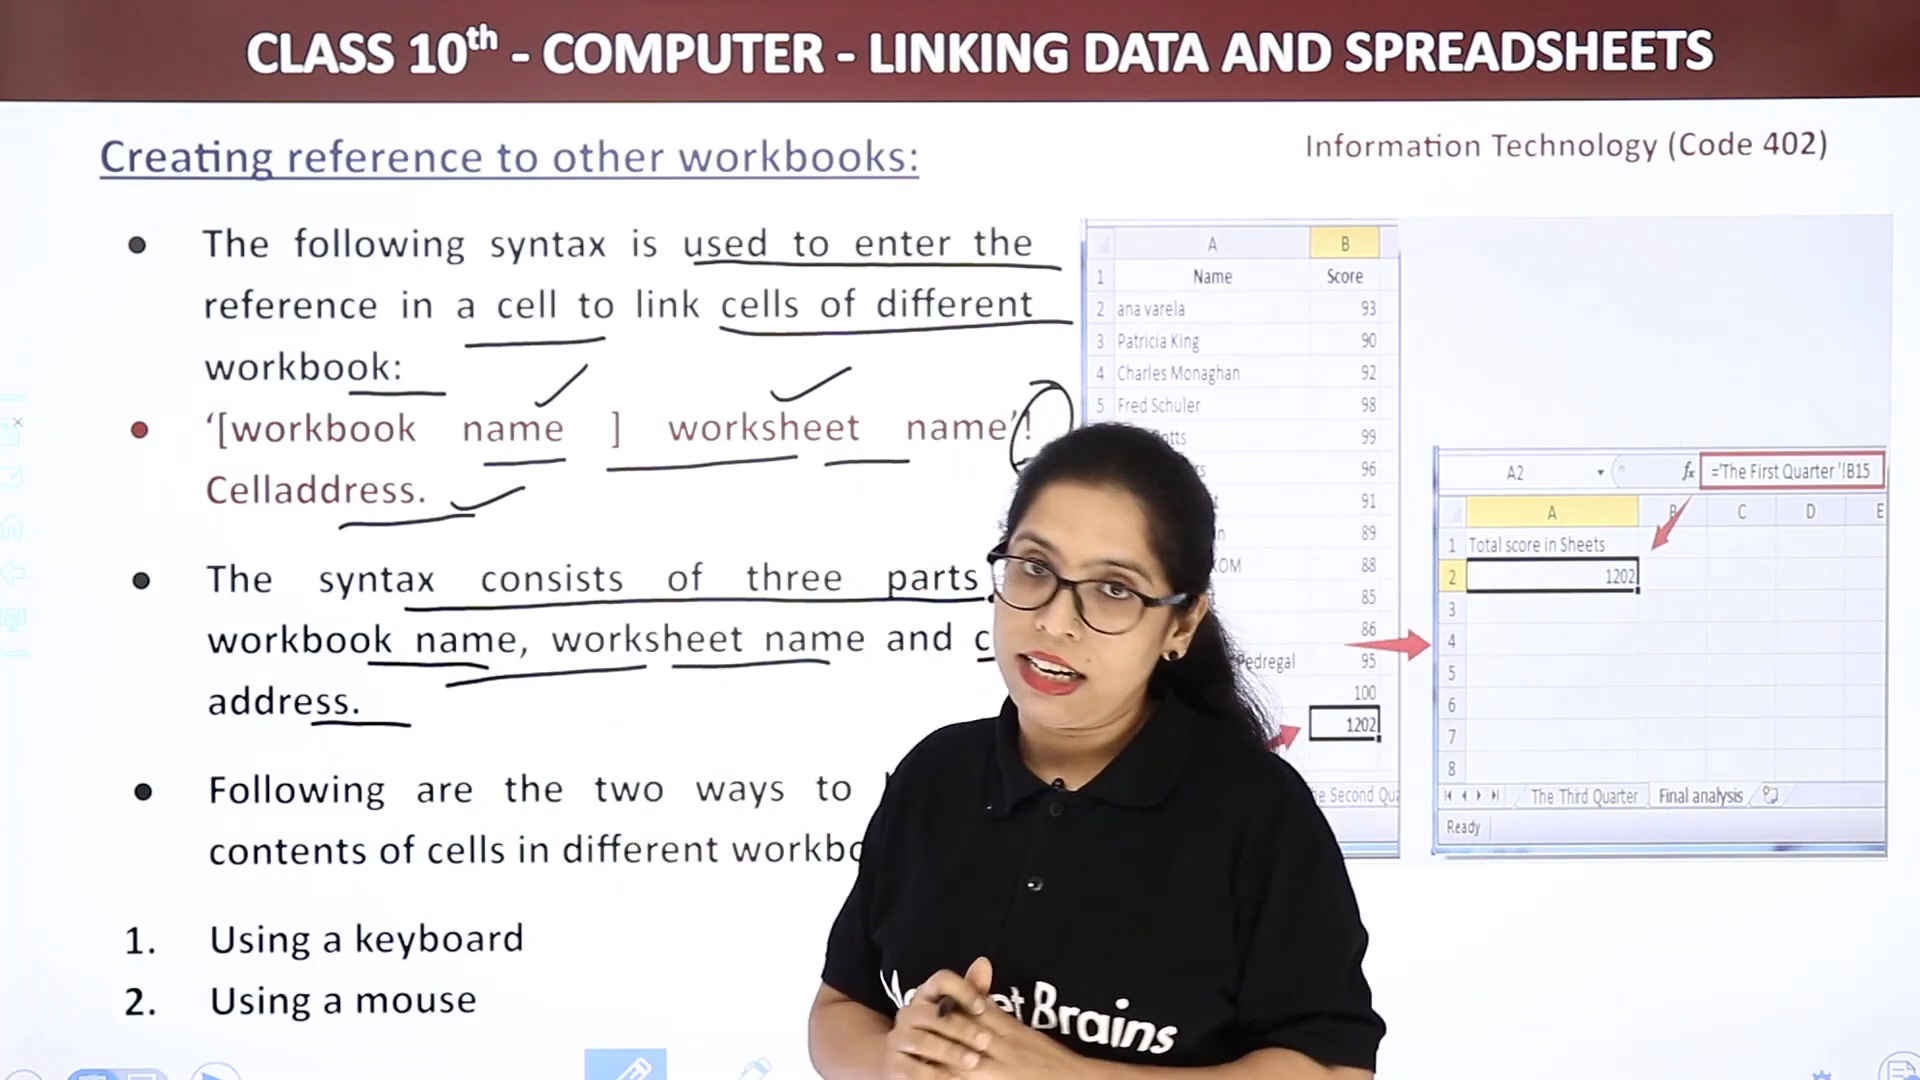 CLASS 10th - COMPUTER - LINKING DATA AND SPREADSHEETS
Creating reference to other workbooks:
Information Technology (Code 402)
● The following syntax is used to enter the
reference in a cell to link cells of different
workbook:
● ‘[workbook name ] worksheet name’!
Celladdress.
● The syntax consists of three parts
workbook name, worksheet name and
address.
● Following are the two ways to
contents of cells in different
1. Using a keyboard
2. Using a mouse
A B
1 Name Score
2 ana varela 93
3 Patricia King 90
4 Charles Monaghan 92
5 Fred Schuler 98
99
96
91
89
88
85
86
Pedregal 95
100
1202
Second
A2 fx ='The First Quarter '!B15
A B C D E
1 Total score in Sheets
2 1202
3
4
5
6
7
8
The Third Quarter Final analysis
Ready
Brains